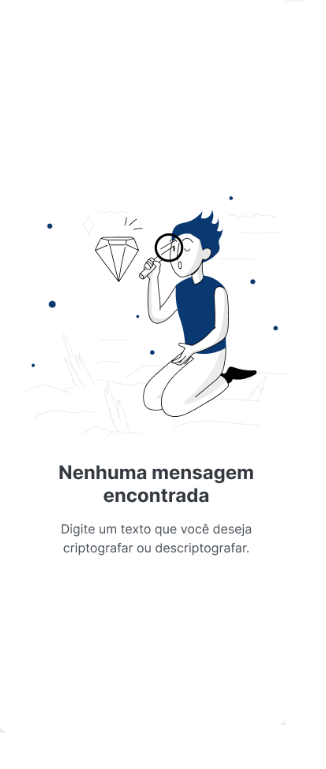 Nenhuma mensagem
encontrada
Digite um texto que você deseja
criptografar ou descriptografar.